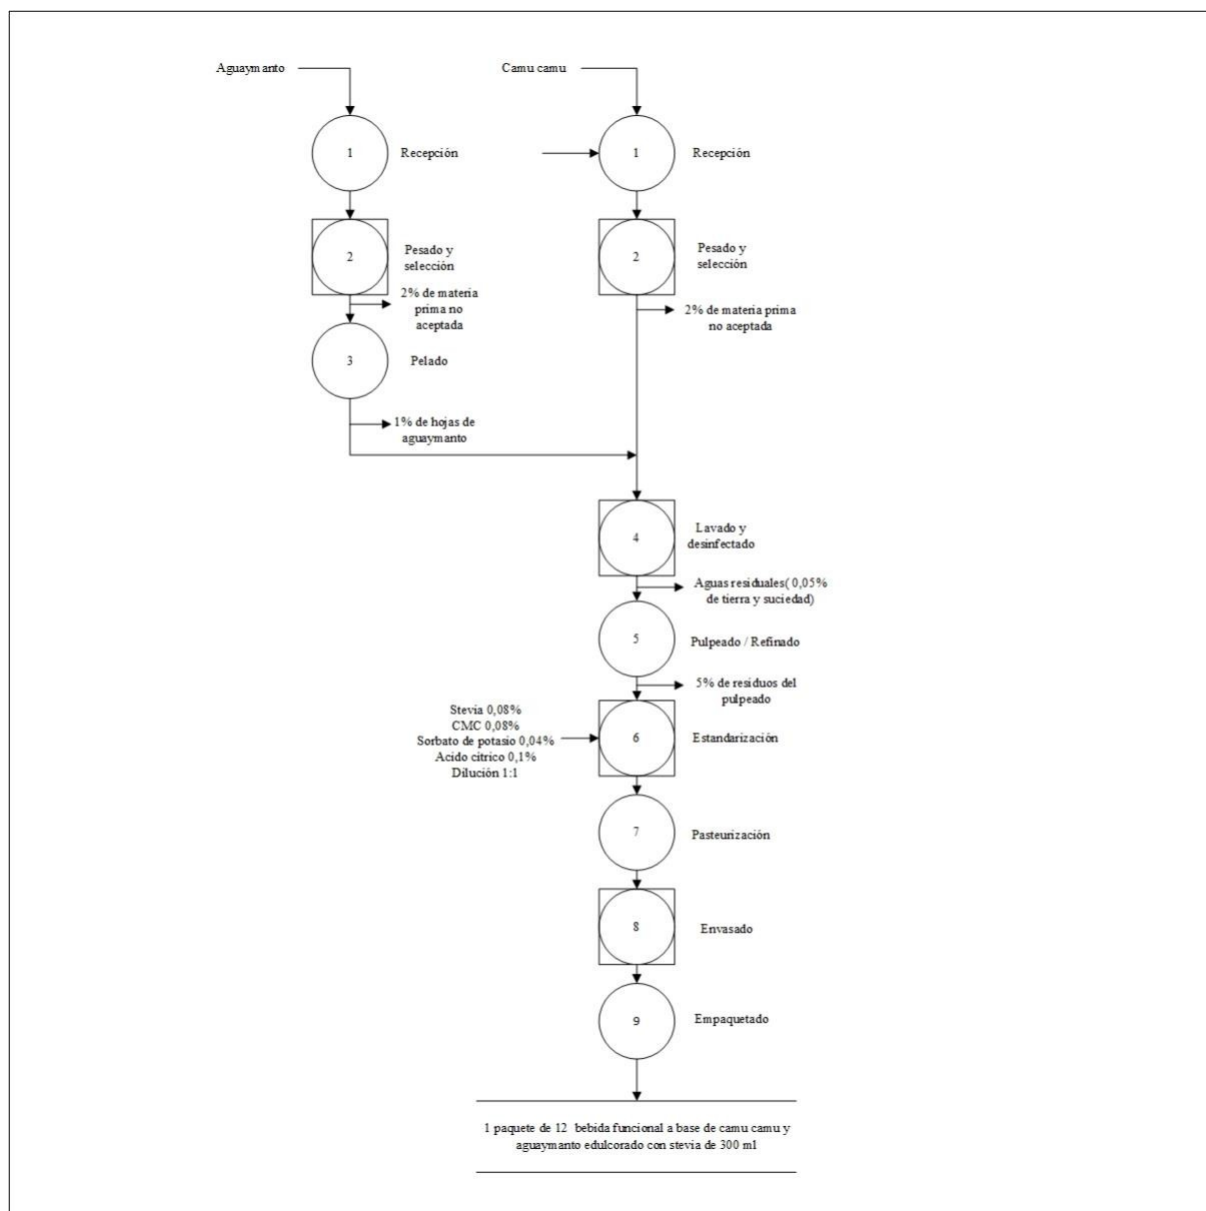 Aguaymanto
Camu camu
1
Recepción
1
Recepción
2
Pesado y
selección
2
Pesado y
selección
2% de materia
prima no
aceptada
2% de materia prima
no aceptada
3
Pelado
1% de hojas de
aguaymanto
4
Lavado y
desinfectado
Aguas residuales( 0,05%
de tierra y suciedad)
5
Pulpeado / Refinado
5% de residuos del
pulpeado
Stevia 0,08%
CMC 0,08%
Sorbato de potasio 0,04%
Acido cítrico 0,1%
Dilución 1:1
6
Estandarización
7
Pasteurización
8
Envasado
9
Empaquetado
1 paquete de 12 bebida funcional a base de camu camu y
aguaymanto edulcorado con stevia de 300 ml